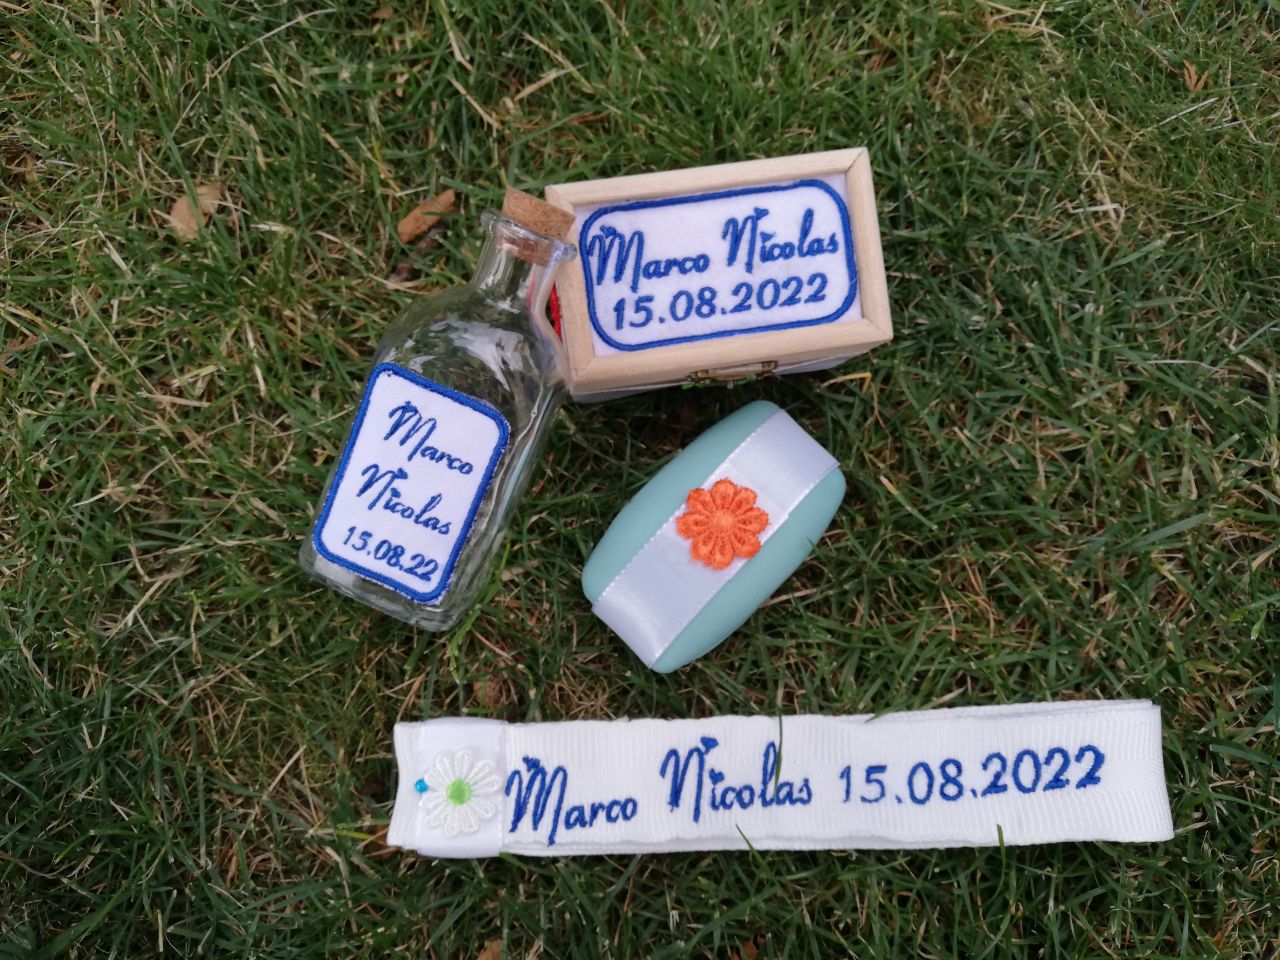 Marco Nicolas
15.08.2022
Marco
Nicolas
15.08.22
Marco Nicolas 15.08.2022